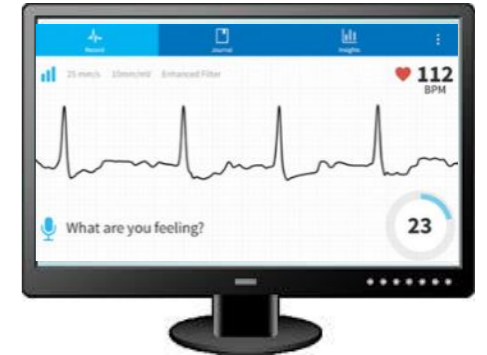 Record Journal Insights
25 mm/s 10mm/mV Enhanced Filter
112
BPM
What are you feeling?
23